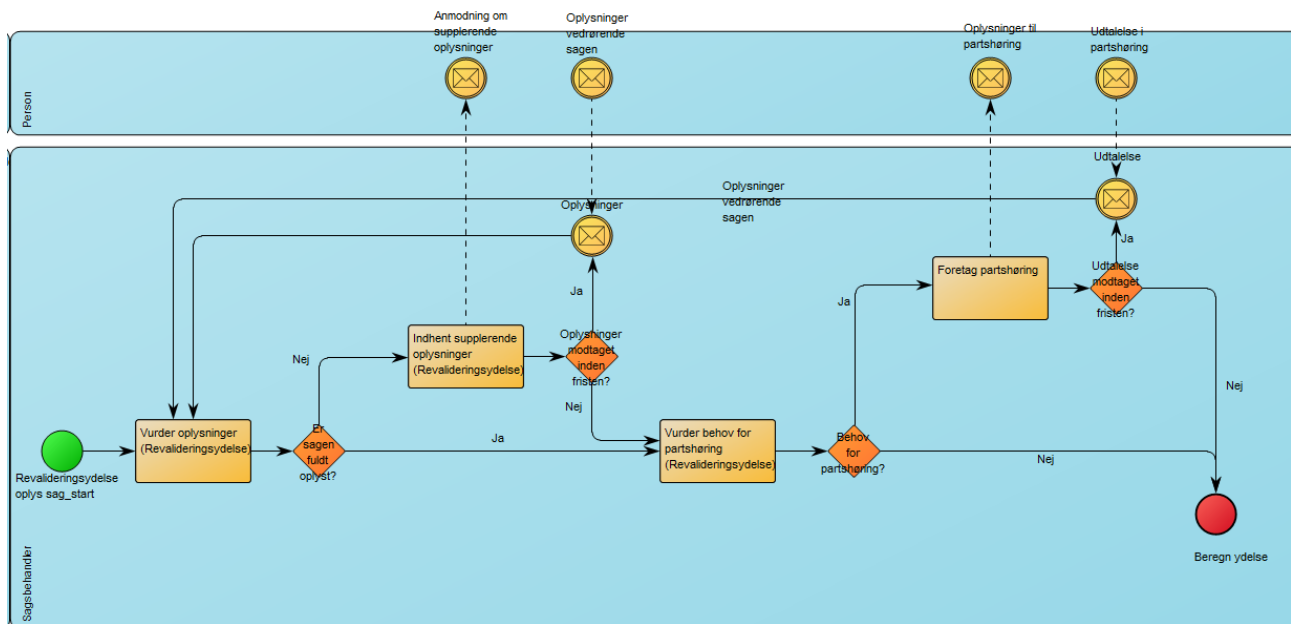 Anmodning om
supplerende
oplysninger
Oplysninger
vedrørende
sagen
Oplysninger til
partshøring
Udtalelse i
partshøring
Person
Udtalelse
Oplysninger
vedrørende
sagen
Oplysninger
Ja
Foretag partshøring
Udtalelse
modtaget
inden
fristen?
Ja
Ja
Indhent supplerende
oplysninger
(Revalideringsydelse)
Oplysninger
modtaget
inden
fristen?
Nej
Nej
Nej
Vurder oplysninger
(Revalideringsydelse)
Er
sagen
fuldt
oplyst?
Ja
Vurder behov for
partshøring
(Revalideringsydelse)
Behov
for
partshøring?
Nej
Revalideringsydelse
oplys sag_start
Beregn ydelse
Sagsbehandler